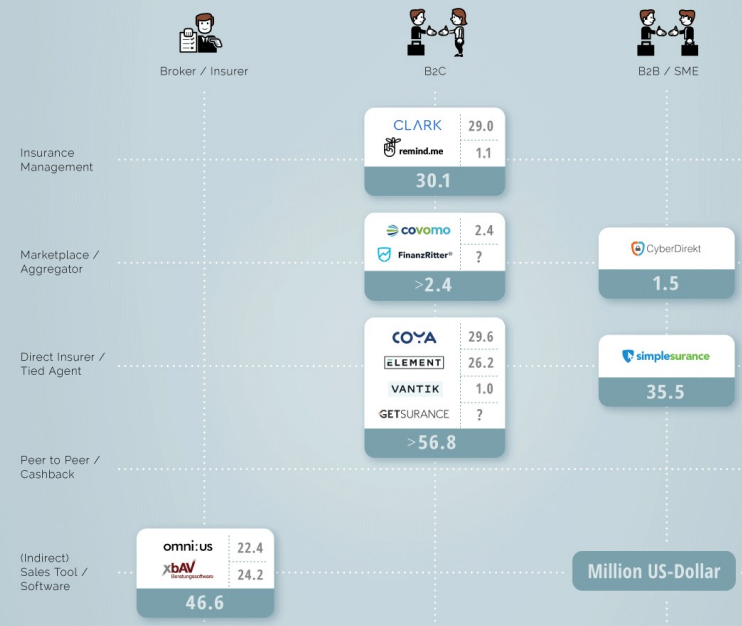 Broker / Insurer
B2C
B2B / SME
Insurance
Management
CLARK 29.0
remind.me 1.1
30.1
Marketplace /
Aggregator
covomo 2.4
FinanzRitter® ?
>2.4
CyberDirekt
1.5
Direct Insurer /
Tied Agent
COYA 29.6
ELEMENT 26.2
VANTIK 1.0
GETSURANCE ?
>56.8
simplesurance
35.5
Peer to Peer /
Cashback
(Indirect)
Sales Tool /
Software
omni:us 22.4
xbAV 24.2
Beratungssoftware
46.6
Million US-Dollar